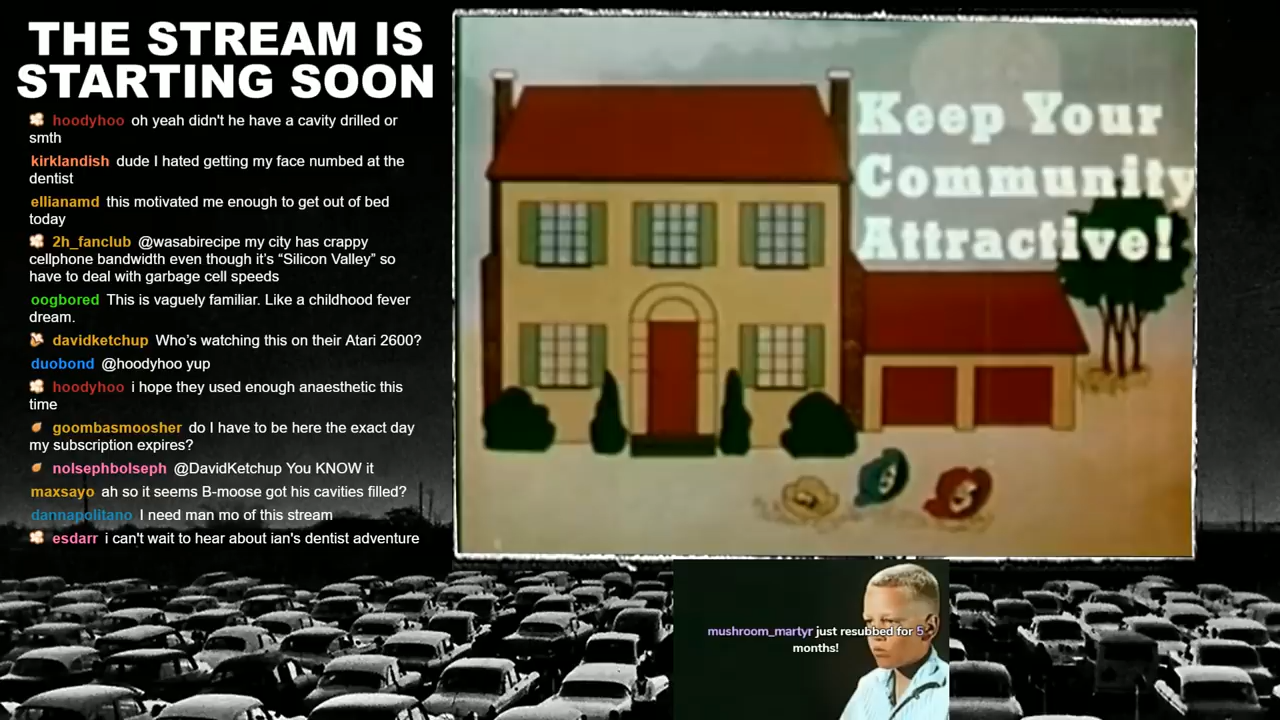 THE STREAM IS
STARTING SOON
hoodyhoo oh yeah didn't he have a cavity drilled or
smth
kirklandish dude I hated getting my face numbed at the
dentist
ellianamd this motivated me enough to get out of bed
today
2h_fanclub @wasabirecipe my city has crappy
cellphone bandwidth even though it's “Silicon Valley” so
have to deal with garbage cell speeds
oogbored This is vaguely familiar. Like a childhood fever
dream.
davidketchup Who's watching this on their Atari 2600?
duobond @hoodyhoo yup
hoodyhoo i hope they used enough anaesthetic this
time
goombasmoosher do I have to be here the exact day
my subscription expires?
nolsephbolseph @DavidKetchup You KNOW it
maxsayo ah so it seems B-moose got his cavities filled?
dannapolitano I need man mo of this stream
esdarr i can't wait to hear about ian's dentist adventure
Keep Your
Community
Attractive!
mushroom_martyr just resubbed for 5
months!